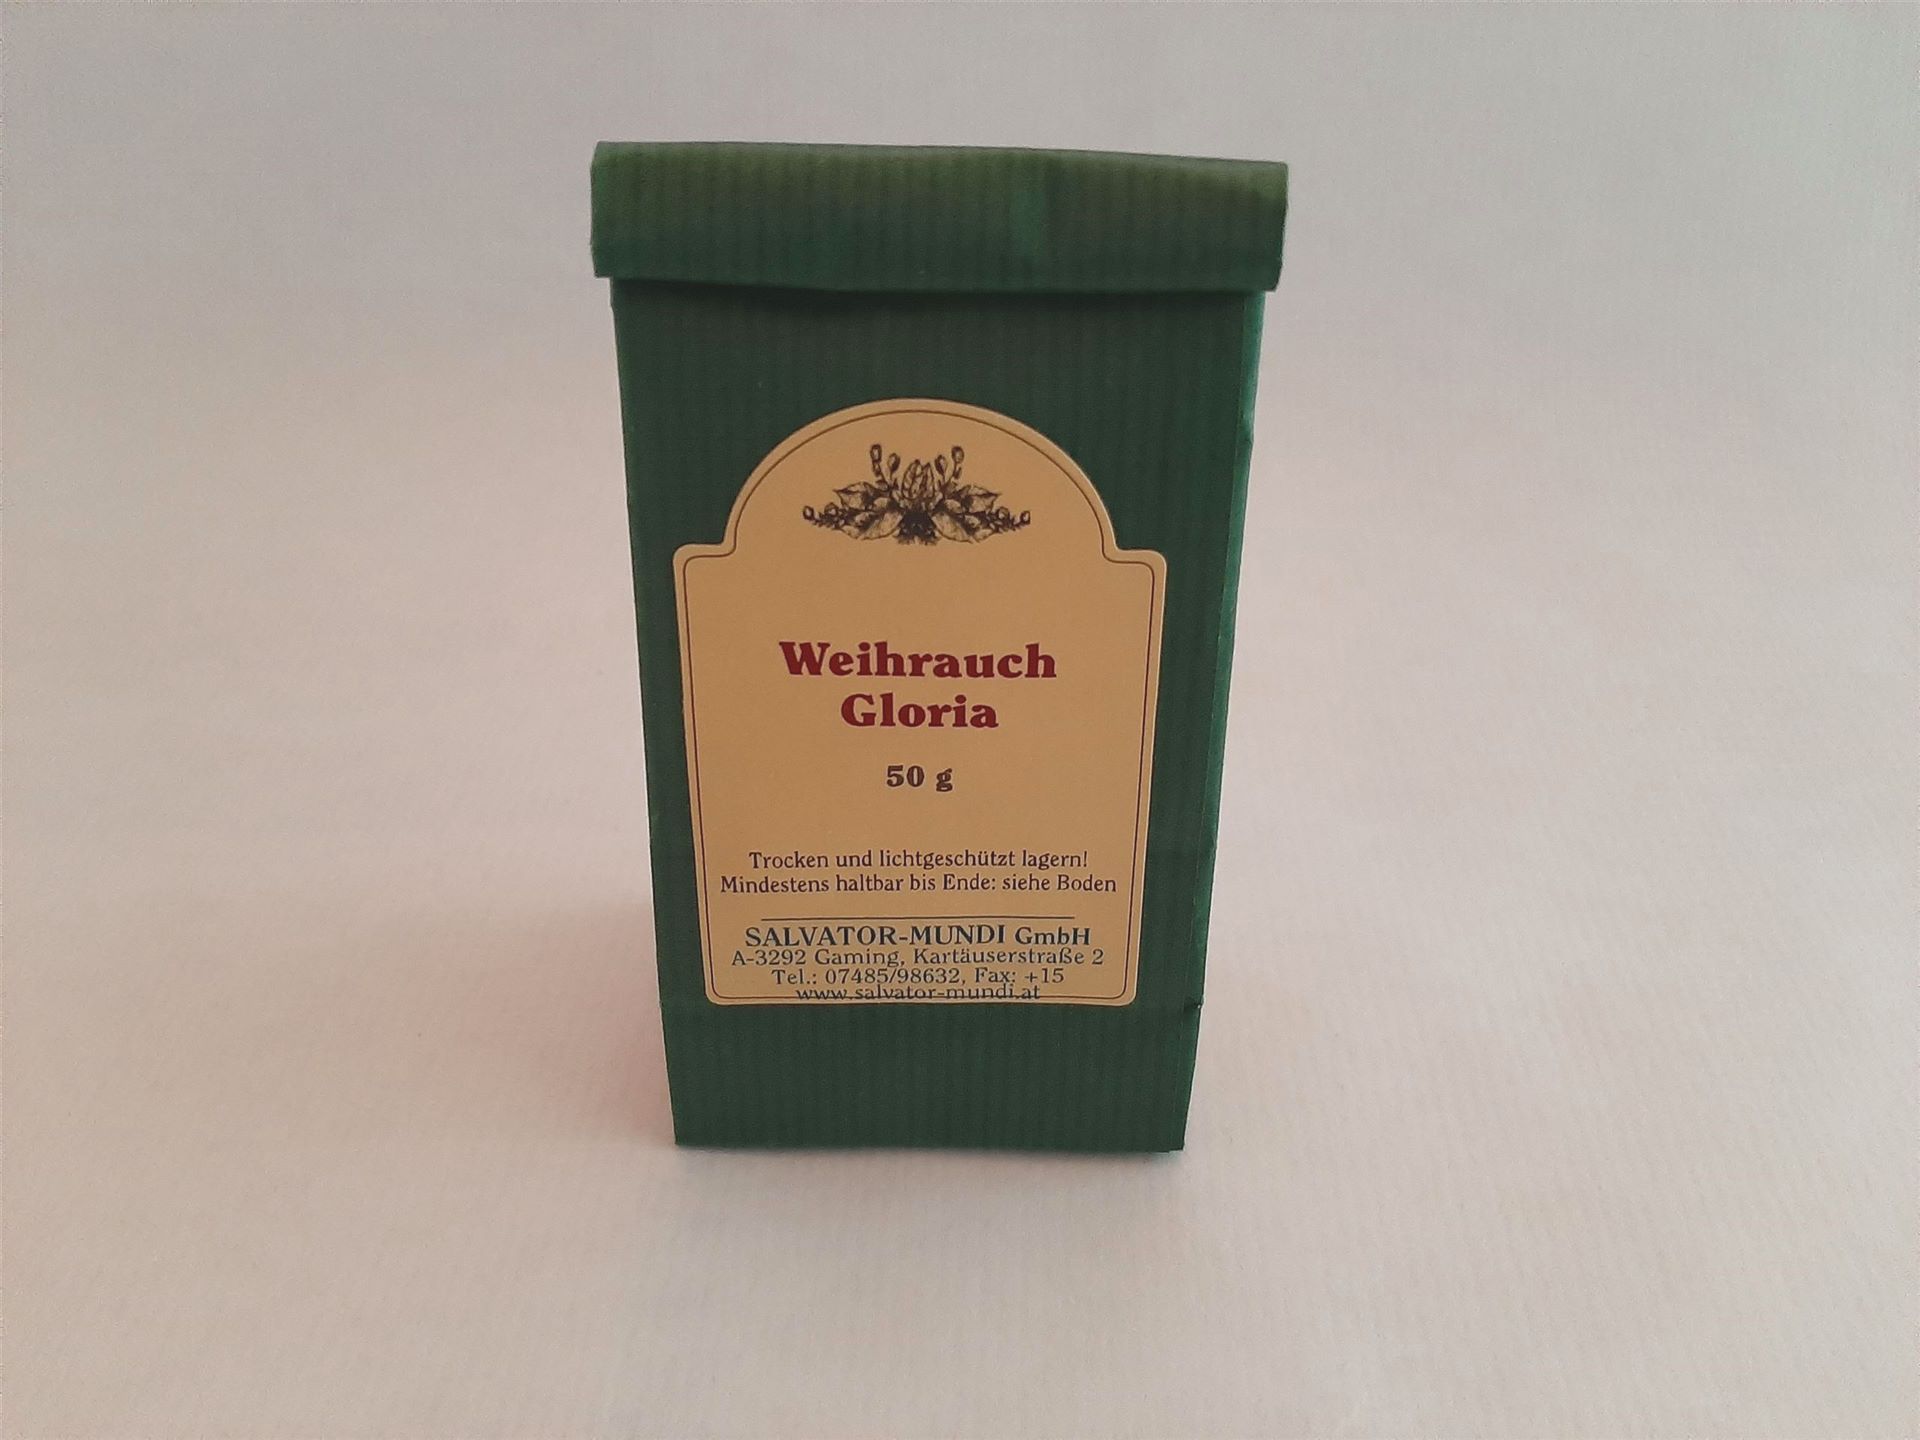 Weihrauch
Gloria
50 g
Trocken und lichtgeschützt lagern!
Mindestens haltbar bis Ende: siehe Boden
SALVATOR-MUNDI GmbH
A-3292 Gaming, Kartäuserstraße 2
Tel.: 07485/98632, Fax: +15
www.salvator-mundi.at